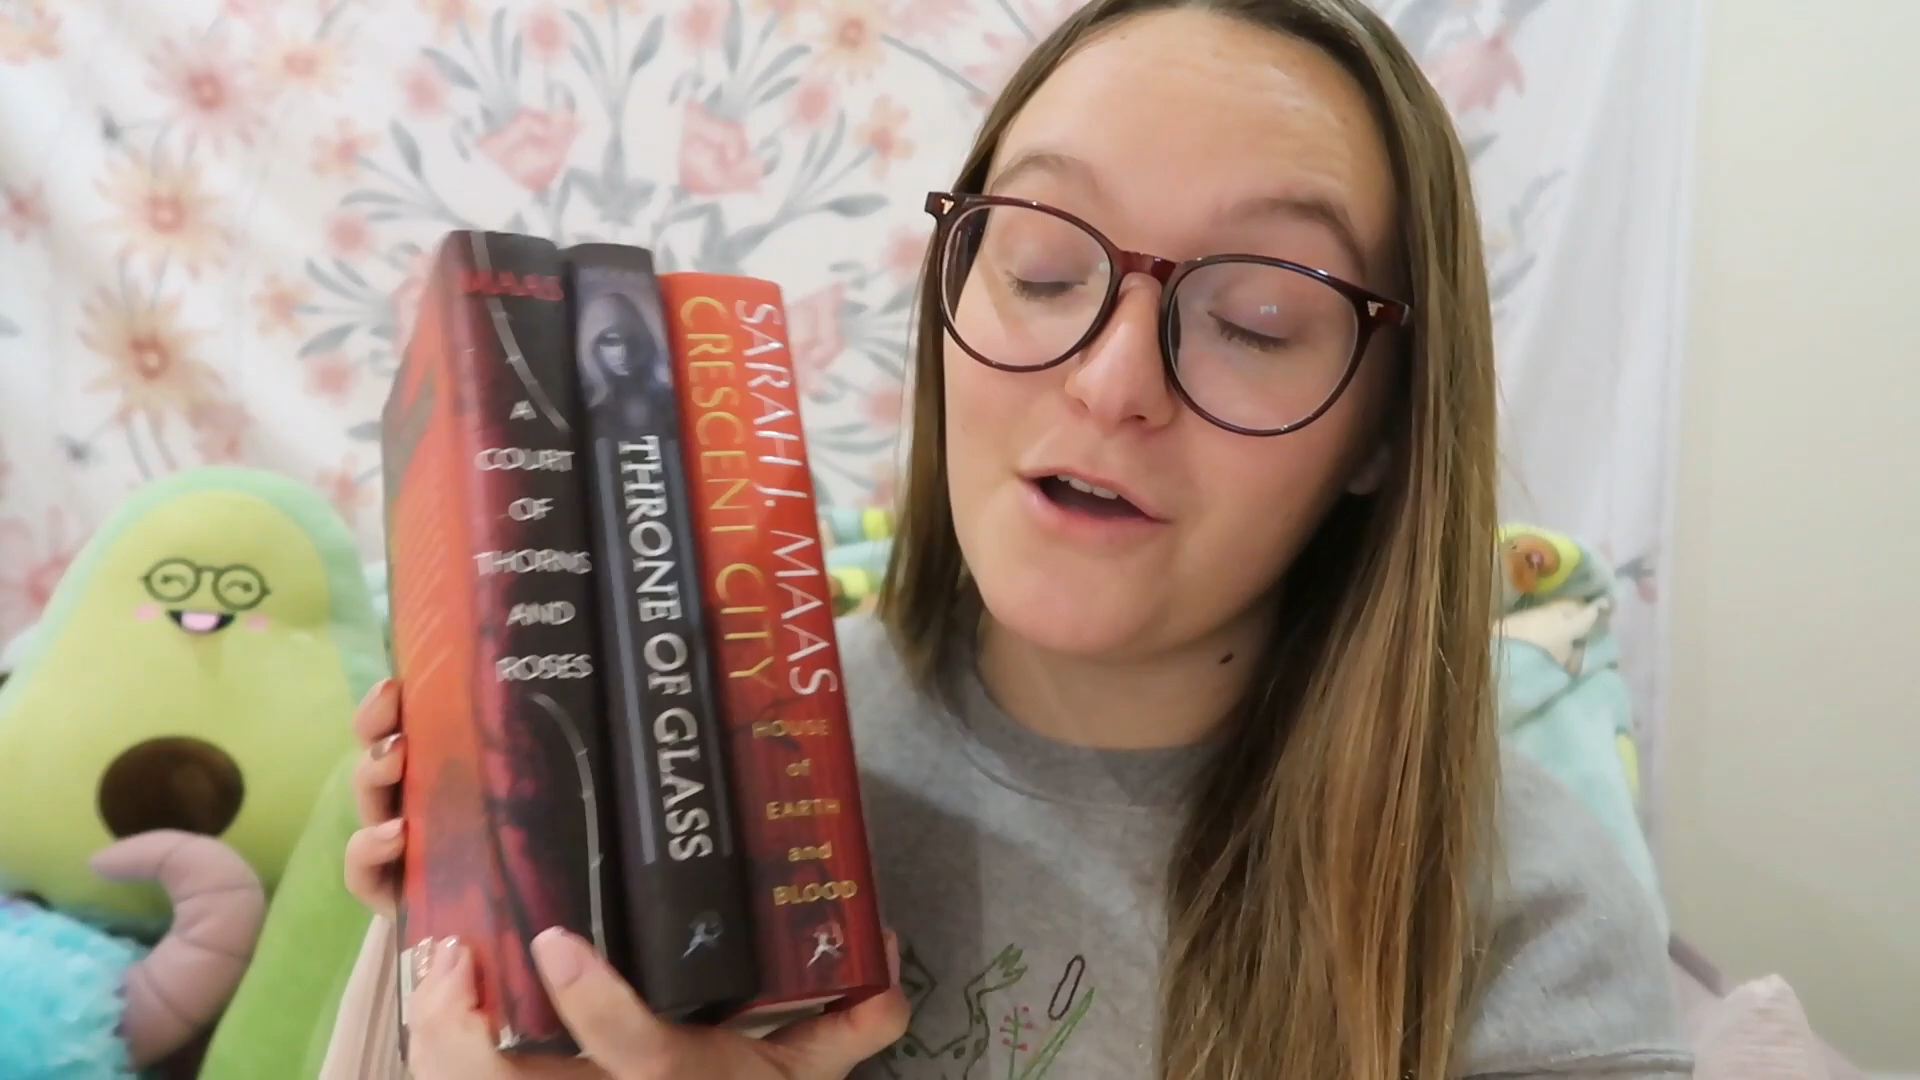 MAAS
A
COURT
OF
THORNS
AND
ROSES
THRONE OF GLASS
SARAH J. MAAS
CRESCENT CITY
HOUSE
of
EARTH
and
BLOOD